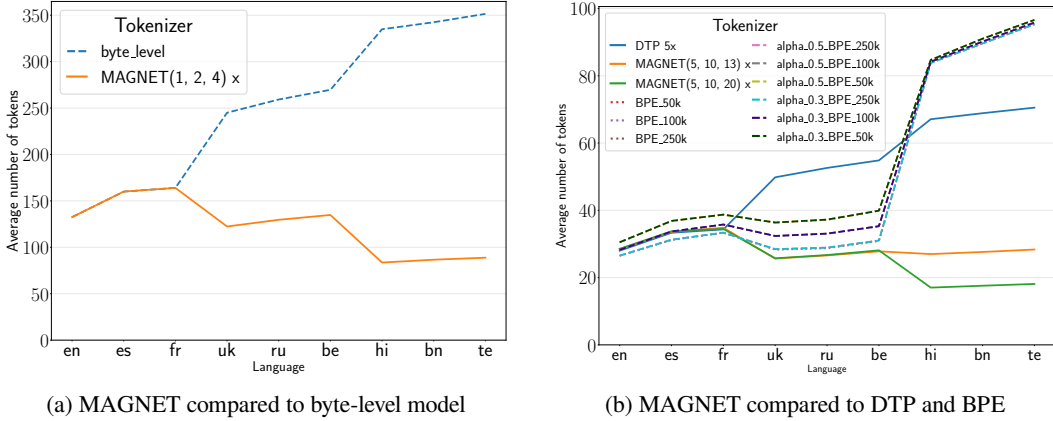 350
300
250
200
150
100
50
0
Average number of tokens
Tokenizer
byte_level
MAGNET(1, 2, 4) x
en es fr uk ru be hi bn te
Language
(a) MAGNET compared to byte-level model
100
80
60
40
20
0
Average number of tokens
Tokenizer
DTP 5x
MAGNET(5, 10, 13) x
MAGNET(5, 10, 20) x
BPE_50k
BPE_100k
BPE_250k
alpha_0.5_BPE_250k
alpha_0.5_BPE_100k
alpha_0.5_BPE_50k
alpha_0.3_BPE_250k
alpha_0.3_BPE_100k
alpha_0.3_BPE_50k
en es fr uk ru be hi bn te
Language
(b) MAGNET compared to DTP and BPE